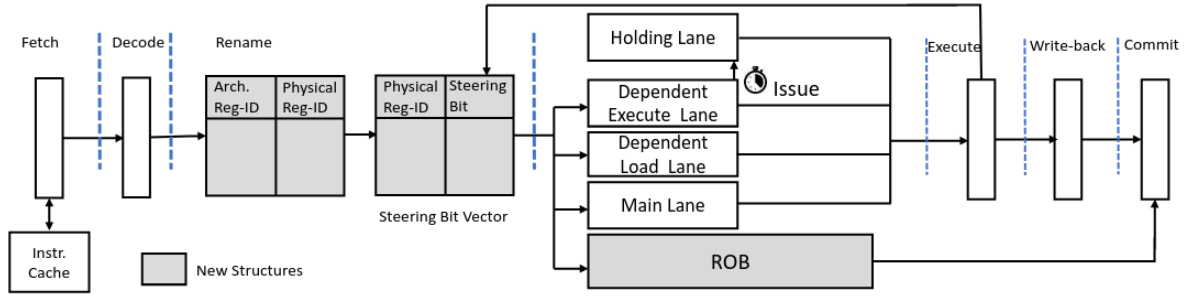 Fetch
Decode
Rename
Arch.
Reg-ID
Physical
Reg-ID
Physical
Reg-ID
Steering
Bit
Steering Bit Vector
Holding Lane
Issue
Dependent
Execute Lane
Dependent
Load Lane
Main Lane
ROB
Execute
Write-back
Commit
Instr.
Cache
New Structures